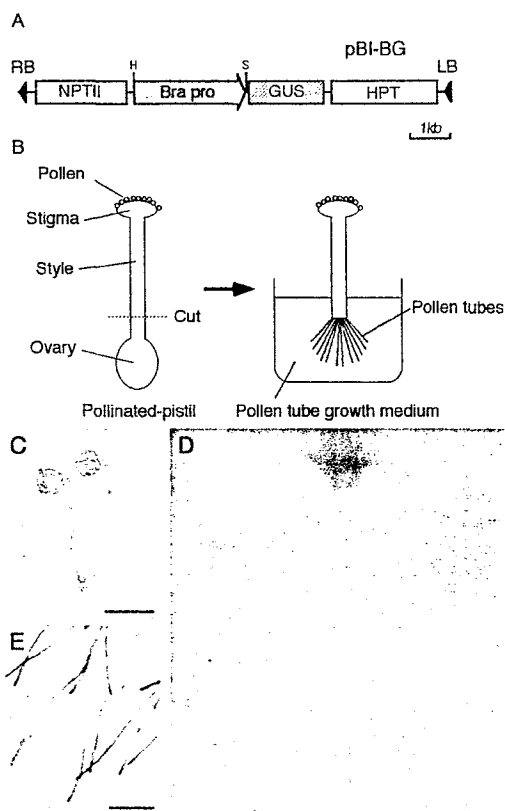 A
pBI-BG
RB H S LB
NPTII Bra pro GUS HPT
1kb
B
Pollen
Stigma
Style
Cut
Pollen tubes
Ovary
Pollinated-pistil Pollen tube growth medium
C D
E